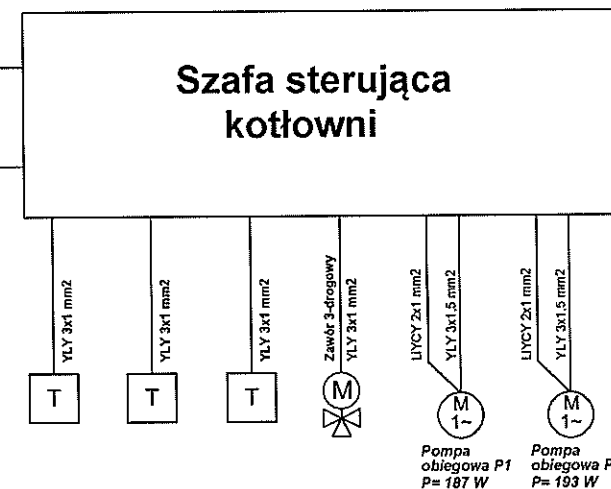 Szafa sterująca
kotłowni
YLY 3x1 mm2
YLY 3x1 mm2
YLY 3x1 mm2
Zawór 3-drogowy
YLY 3x1 mm2
LIYCY 2x1 mm2
YLY 3x1,5 mm2
LIYCY 2x1 mm2
YLY 3x1,5 mm2
T
T
T
M
M
1~
M
1~
Pompa
obiegowa P1
P= 187 W
Pompa
obiegowa P
P= 193 W